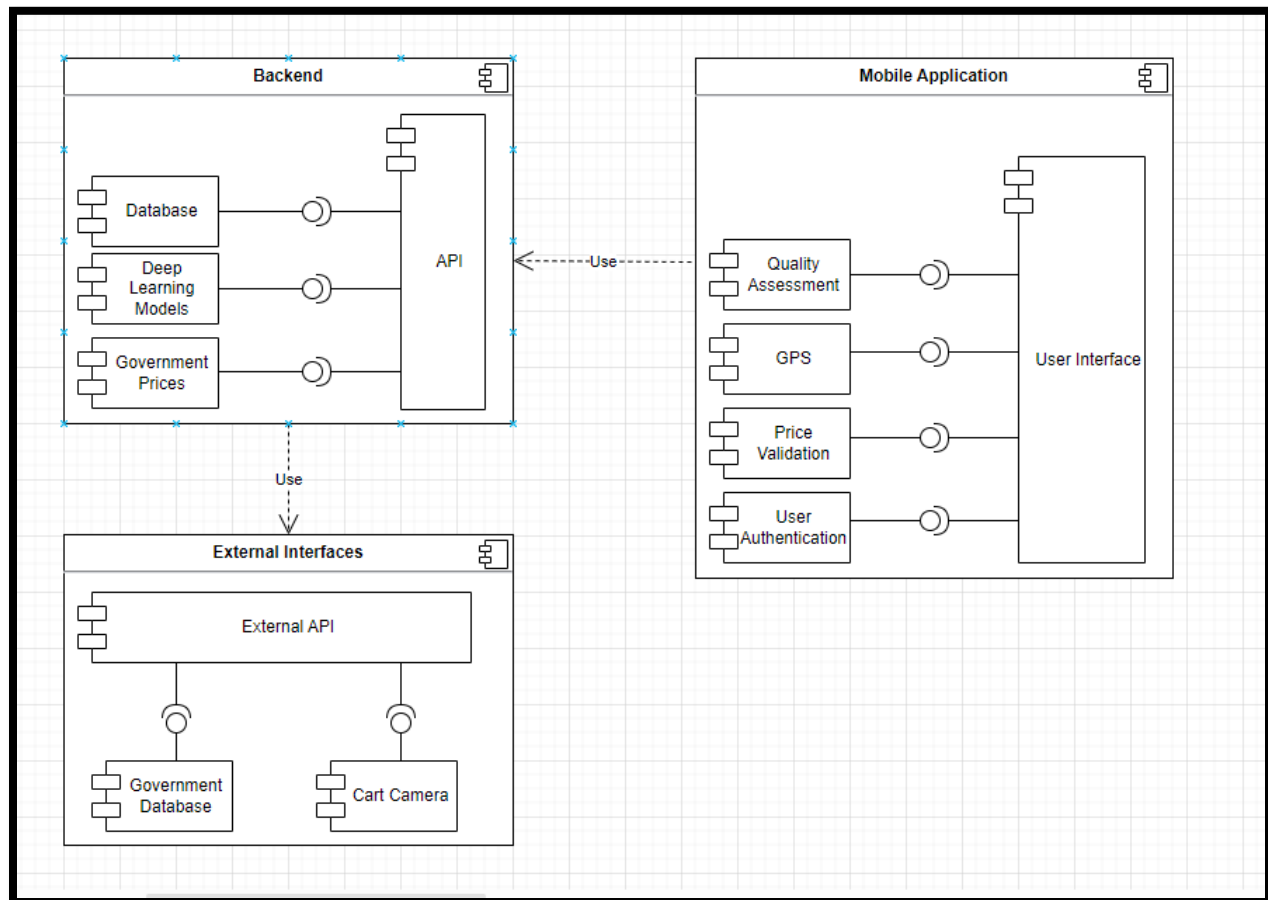 Backend
Database
Deep
Learning
Models
Government
Prices
API
Use
Mobile Application
Quality
Assessment
GPS
Price
Validation
User
Authentication
User Interface
Use
External Interfaces
External API
Government
Database
Cart Camera